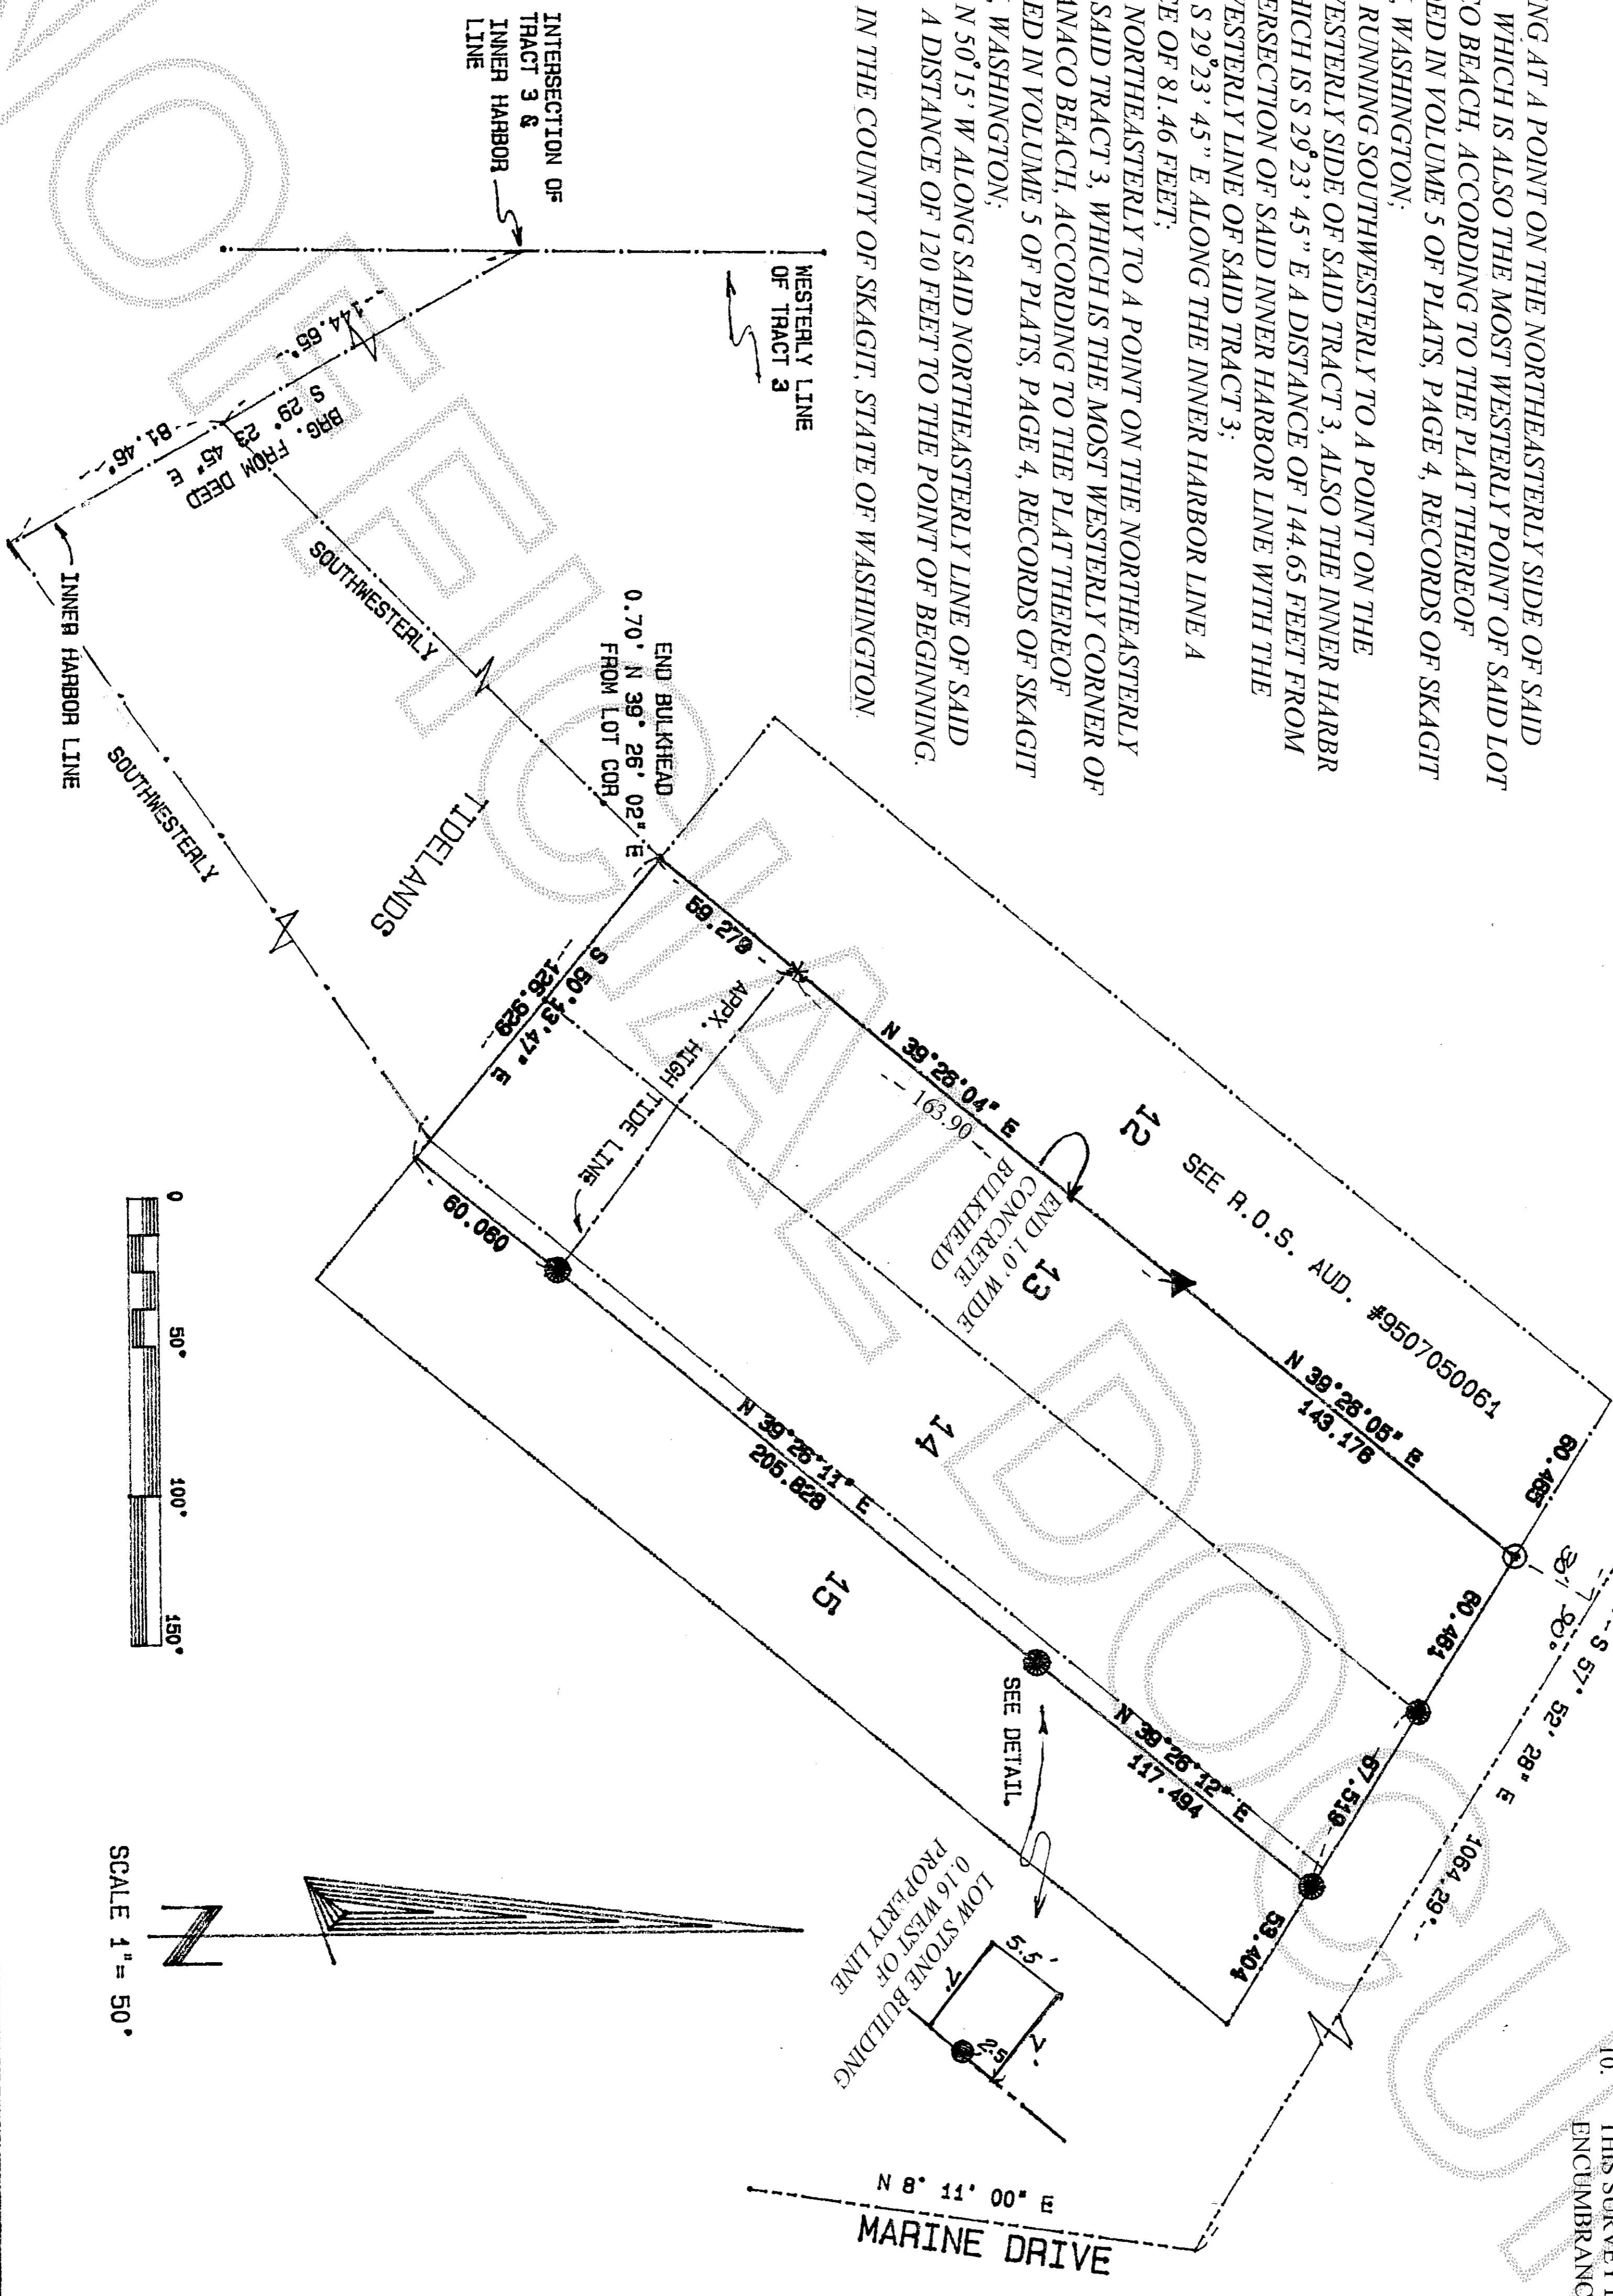 NG AT A POINT ON THE NORTHEASTERLY SIDE OF SAID
WHICH IS ALSO THE MOST WESTERLY POINT OF SAID LOT
CO BEACH, ACCORDING TO THE PLAT THEREOF
DED IN VOLUME 5 OF PLATS, PAGE 4, RECORDS OF SKAGIT
, WASHINGTON;
RUNNING SOUTHWESTERLY TO A POINT ON THE
ESTERLY SIDE OF SAID TRACT 3, ALSO THE INNER HARBR
HICH IS S 29°23' 45" E A DISTANCE OF 144.65 FEET FROM
ERSECTION OF SAID INNER HARBOR LINE WITH THE
ESTERLY LINE OF SAID TRACT 3;
S 29°23' 45" E ALONG THE INNER HARBOR LINE A
CE OF 81.46 FEET;
NORTHEASTERLY TO A POINT ON THE NORTHEASTERLY
SAID TRACT 3, WHICH IS THE MOST WESTERLY CORNER OF
ANACO BEACH, ACCORDING TO THE PLAT THEREOF
ED IN VOLUME 5 OF PLATS, PAGE 4, RECORDS OF SKAGIT
, WASHINGTON;
N 50°15' W ALONG SAID NORTHEASTERLY LINE OF SAID
A DISTANCE OF 120 FEET TO THE POINT OF BEGINNING.
IN THE COUNTY OF SKAGIT, STATE OF WASHINGTON.
10.
THIS SURVEY
ENCUMBRANC
INTERSECTION OF
TRACT 3 &
INNER HARBOR
LINE
WESTERLY LINE
OF TRACT 3
144.65'
81.46'
BRG. FROM DEED
S 29° 23' 45" E
INNER HARBOR LINE
SOUTHWESTERLY
SOUTHWESTERLY
TIDELANDS
END BULKHEAD
0.70' N 39° 26' 02" E
FROM LOT COR
59.279
S 50°13'47" E
126.929
APPX. HIGH TIDE LINE
60.060
N 39°26'04" E
163.90
END 1.0' WIDE
CONCRETE
BULKHEAD
12
SEE R.O.S. AUD. #9507050061
13
14
15
N 39°26'05" E
143.176
60.465
30'
90°
60.461
S 57° 52' 28" E 1064.29'
67.519
53.404
N 39°26'11" E
205.828
N 39°26'12" E
117.494
SEE DETAIL
LOW STONE BUILDING
0.16 WEST OF
PROPERTY LINE
5.5'
7'
7'
2.5
N 8° 11' 00" E
MARINE DRIVE
0 50' 100' 150'
N
SCALE 1"= 50'
UNOFFICIAL DOCUM